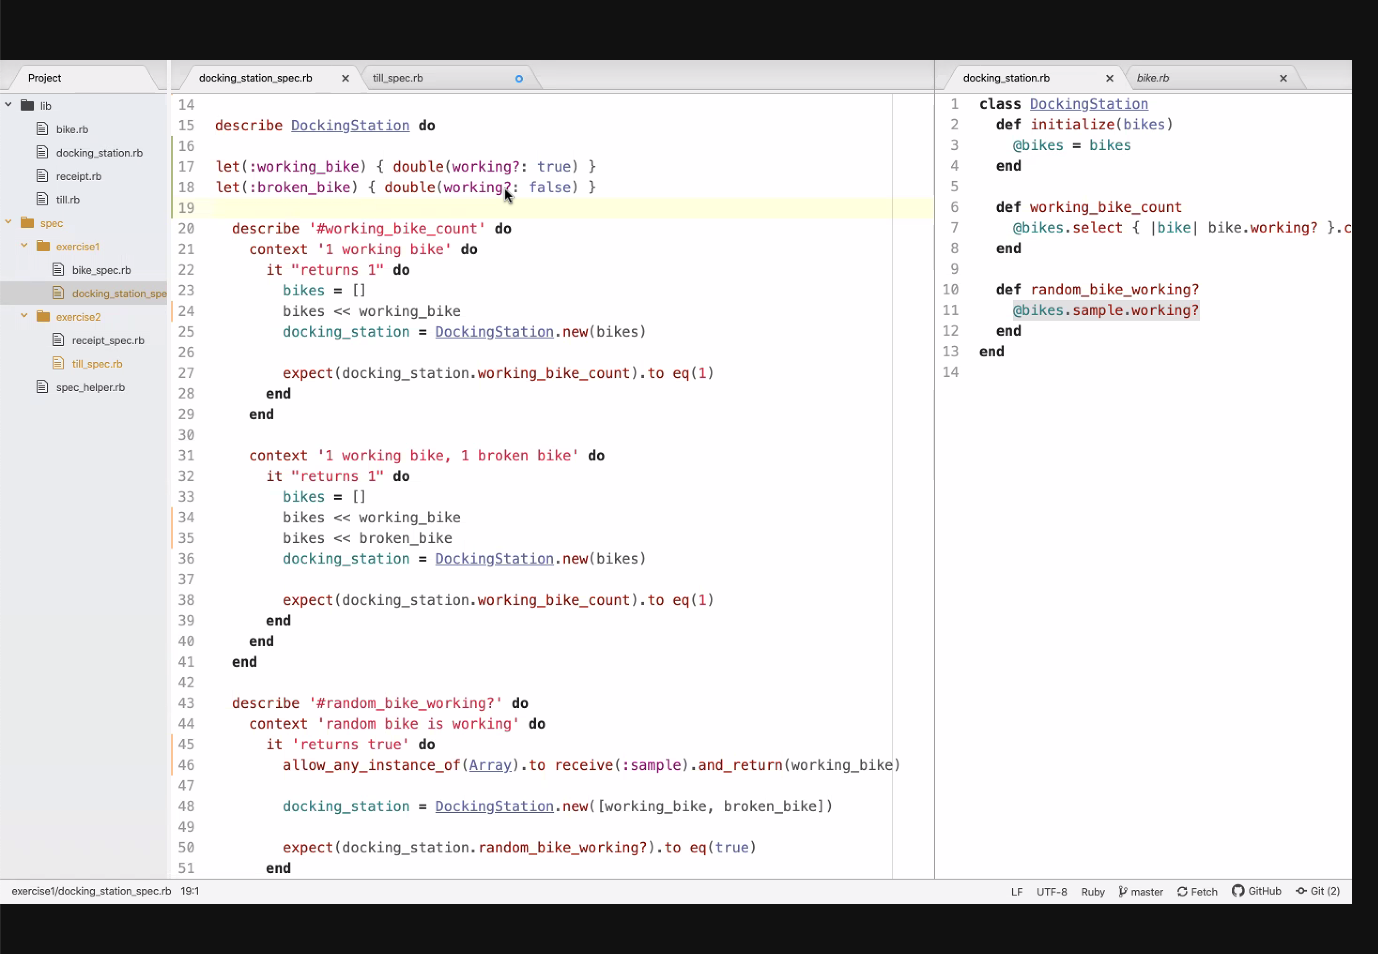 Project
lib
bike.rb
docking_station.rb
receipt.rb
till.rb
spec
exercise1
bike_spec.rb
docking_station_spe
exercise2
receipt_spec.rb
till_spec.rb
spec_helper.rb
docking_station_spec.rb
till_spec.rb
14
15 describe DockingStation do
16
17 let(:working_bike) { double(working?: true) }
18 let(:broken_bike) { double(working?: false) }
19
20 describe '#working_bike_count' do
21 context '1 working bike' do
22 it "returns 1" do
23 bikes = []
24 bikes << working_bike
25 docking_station = DockingStation.new(bikes)
26
27 expect(docking_station.working_bike_count).to eq(1)
28 end
29 end
30
31 context '1 working bike, 1 broken bike' do
32 it "returns 1" do
33 bikes = []
34 bikes << working_bike
35 bikes << broken_bike
36 docking_station = DockingStation.new(bikes)
37
38 expect(docking_station.working_bike_count).to eq(1)
39 end
40 end
41 end
42
43 describe '#random_bike_working?' do
44 context 'random bike is working' do
45 it 'returns true' do
46 allow_any_instance_of(Array).to receive(:sample).and_return(working_bike)
47
48 docking_station = DockingStation.new([working_bike, broken_bike])
49
50 expect(docking_station.random_bike_working?).to eq(true)
51 end
docking_station.rb
bike.rb
1 class DockingStation
2 def initialize(bikes)
3 @bikes = bikes
4 end
5
6 def working_bike_count
7 @bikes.select { |bike| bike.working? }.c
8 end
9
10 def random_bike_working?
11 @bikes.sample.working?
12 end
13 end
14
exercise1/docking_station_spec.rb 19:1
LF UTF-8 Ruby master Fetch GitHub Git (2)